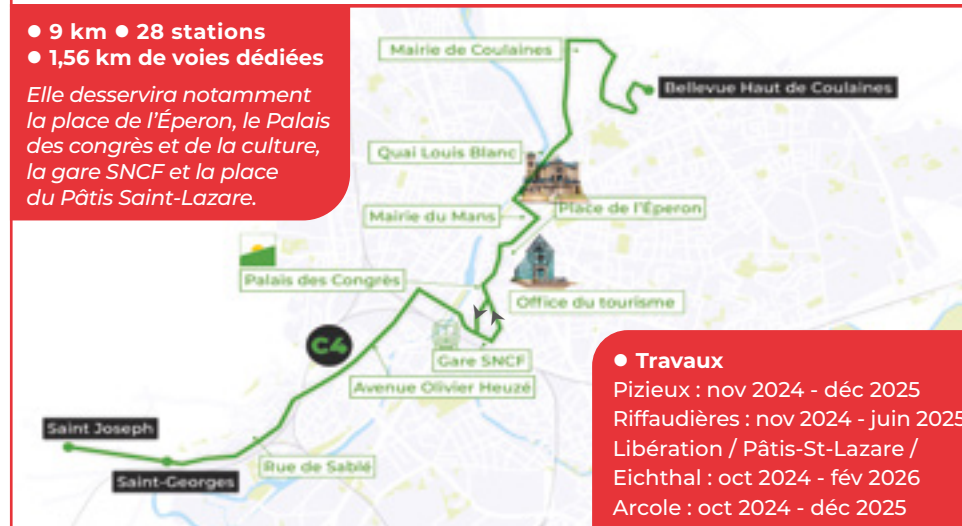 ● 9 km ● 28 stations
● 1,56 km de voies dédiées
Elle desservira notamment
la place de l'Éperon, le Palais
des congrès et de la culture,
la gare SNCF et la place
du Pâtis Saint-Lazare.
Mairie de Coulaines
Bellevue Haut de Coulaines
Quai Louis Blanc
Place de l'Éperon
Mairie du Mans
Palais des Congrès
Office du tourisme
C4
Gare SNCF
Avenue Olivier Heuzé
Saint Joseph
Saint-Georges
Rue de Sablé
● Travaux
Pizieux : nov 2024 - déc 2025
Riffaudières : nov 2024 - juin 2025
Libération / Pâtis-St-Lazare /
Eichthal : oct 2024 - fév 2026
Arcole : oct 2024 - déc 2025